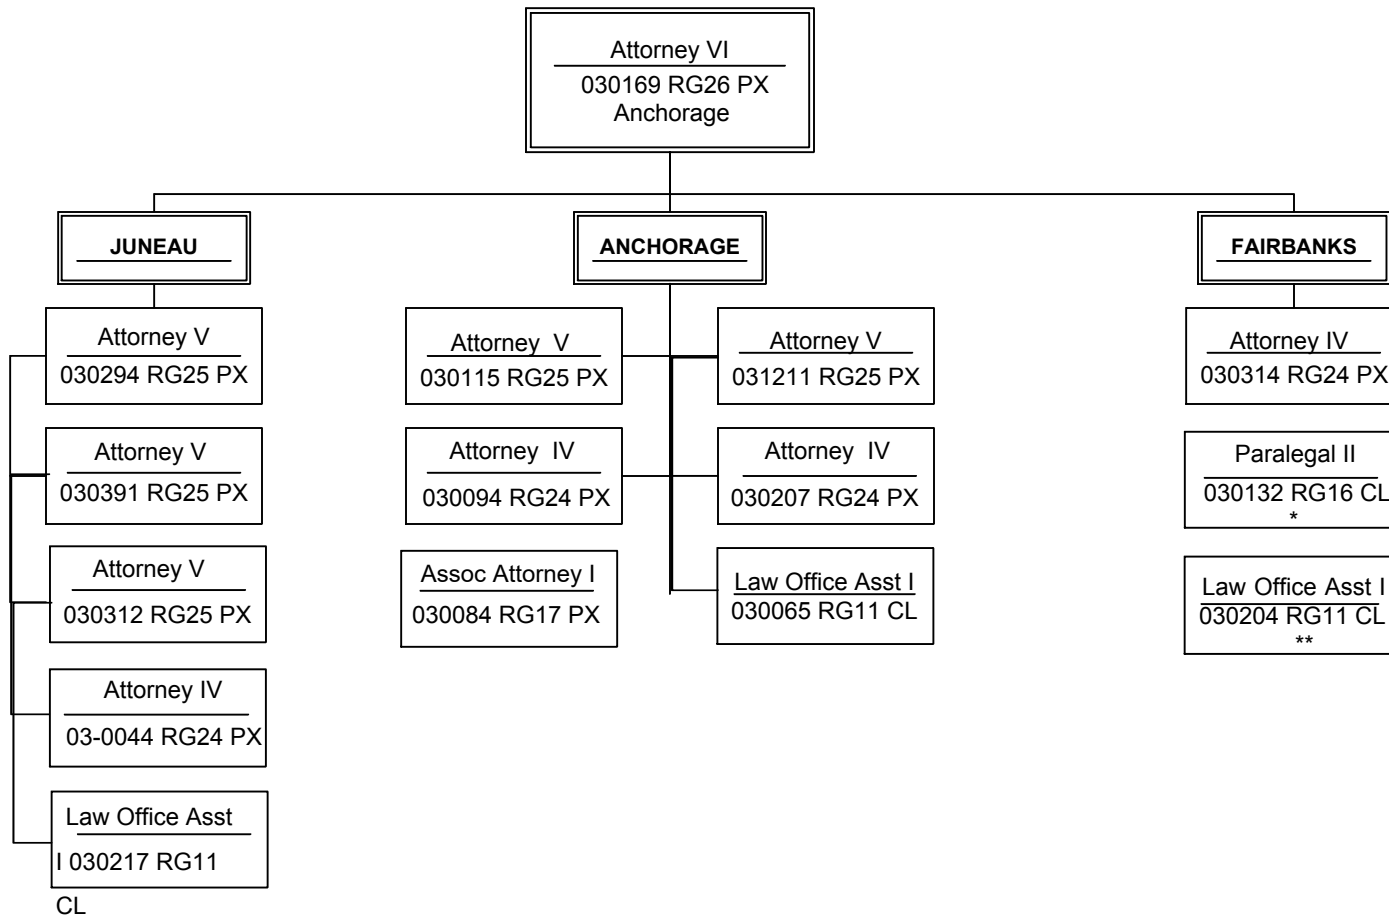 Attorney VI
030169 RG26 PX
Anchorage
JUNEAU
Attorney V
030294 RG25 PX
Attorney V
030391 RG25 PX
Attorney V
030312 RG25 PX
Attorney IV
03-0044 RG24 PX
Law Office Asst
I 030217 RG11
CL
ANCHORAGE
Attorney V
030115 RG25 PX
Attorney IV
030094 RG24 PX
Assoc Attorney I
030084 RG17 PX
Attorney V
031211 RG25 PX
Attorney IV
030207 RG24 PX
Law Office Asst I
030065 RG11 CL
FAIRBANKS
Attorney IV
030314 RG24 PX
Paralegal II
030132 RG16 CL
*
Law Office Asst I
030204 RG11 CL
**